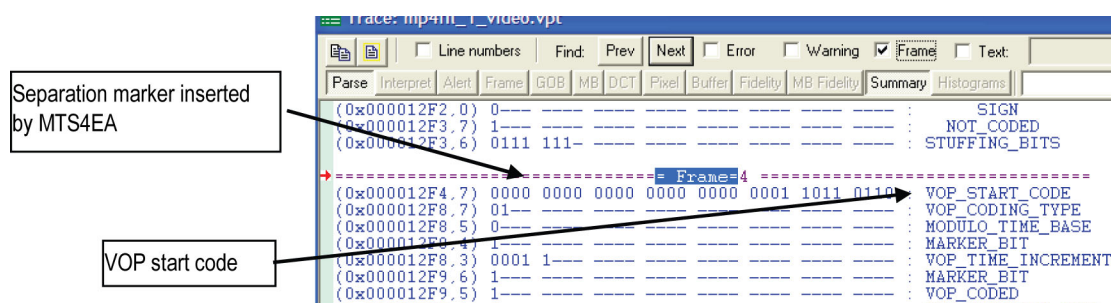 Trace: mp4fff_1_video.vpt
Line numbers Find: Prev Next Error Warning Frame Text:
Parse Interpret Alert Frame GOB MB DCT Pixel Buffer Fidelity MB Fidelity Summary Histograms
Separation marker inserted
by MTS4EA
(0x000012F2,0) 0--- ---- ---- ---- ---- ---- ---- ---- : SIGN
(0x000012F3,7) 1--- ---- ---- ---- ---- ---- ---- ---- : NOT_CODED
(0x000012F3,6) 0111 111- ---- ---- ---- ---- ---- ---- : STUFFING_BITS
= Frame=4
(0x000012F4,7) 0000 0000 0000 0000 0000 0001 1011 0110 : VOP_START_CODE
(0x000012F8,7) 01-- ---- ---- ---- ---- ---- ---- ---- : VOP_CODING_TYPE
(0x000012F8,5) 0--- ---- ---- ---- ---- ---- ---- ---- : MODULO_TIME_BASE
(0x000012F8,4) 1--- ---- ---- ---- ---- ---- ---- ---- : MARKER_BIT
(0x000012F8,3) 0001 1--- ---- ---- ---- ---- ---- ---- : VOP_TIME_INCREMENT
(0x000012F9,6) 1--- ---- ---- ---- ---- ---- ---- ---- : MARKER_BIT
(0x000012F9,5) 1--- ---- ---- ---- ---- ---- ---- ---- : VOP_CODED
VOP start code